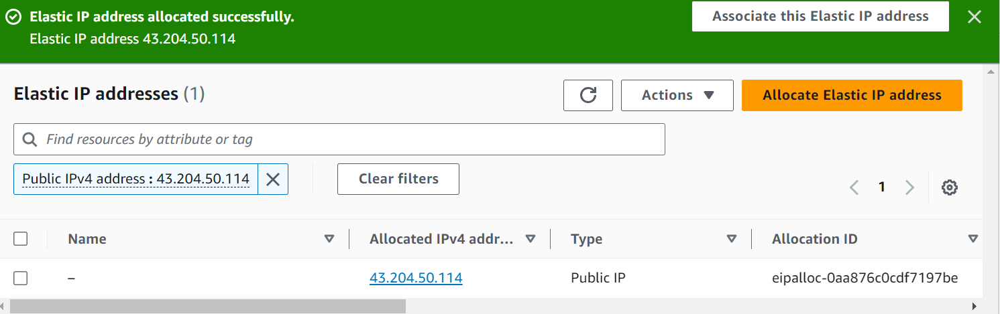 Elastic IP address allocated successfully.
Elastic IP address 43.204.50.114
Associate this Elastic IP address
Elastic IP addresses (1)
Actions
Allocate Elastic IP address
Find resources by attribute or tag
Public IPv4 address : 43.204.50.114
Clear filters
1
Name Allocated IPv4 addr... Type Allocation ID
– 43.204.50.114 Public IP eipalloc-0aa876c0cdf7197be